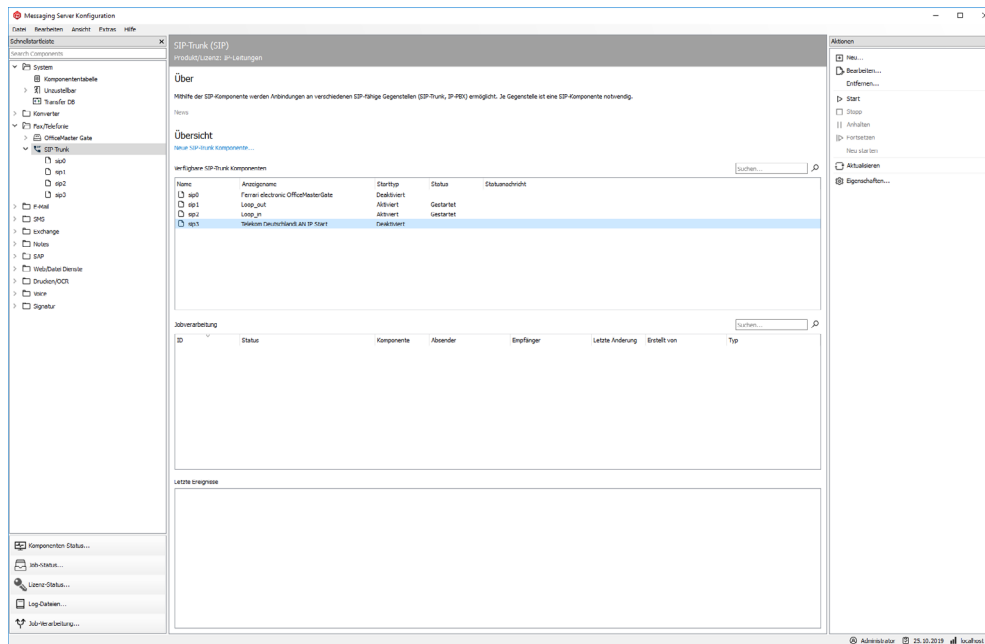 Messaging Server Konfiguration
Datei Bearbeiten Ansicht Extras Hilfe
Schnellstartleiste
Search Components
System
Komponententabelle
Unzustellbar
Transfer DB
Konverter
Fax/Telefonie
OfficeMaster Gate
SIP-Trunk
sip0
sip1
sip2
sip3
E-Mail
SMS
Exchange
Notes
SAP
Web/Datei Dienste
Drucken/OCR
Voice
Signatur
Komponenten-Status...
Job-Status...
Lizenz-Status...
Log-Dateien...
Job-Verarbeitung...
SIP-Trunk (SIP)
Produkt/Lizenz: IP-Leitungen
Über
Mithilfe der SIP-Komponente werden Anbindungen an verschiedenen SIP-fähige Gegenstellen (SIP-Trunk, IP-PBX) ermöglicht. Je Gegenstelle ist eine SIP-Komponente notwendig.
News
Übersicht
Neue SIP-Trunk Komponente...
Verfügbare SIP-Trunk Komponenten
Suchen...
Name Anzeigename Starttyp Status Statusnachricht
sip0 Ferrari electronic OfficeMasterGate Deaktiviert
sip1 Loop_out Aktiviert Gestartet
sip2 Loop_in Aktiviert Gestartet
sip3 Telekom DeutschlandLAN IP Start Deaktiviert
Jobverarbeitung
Suchen...
ID Status Komponente Absender Empfänger Letzte Änderung Erstellt von Typ
Letzte Ereignisse
Aktionen
Neu...
Bearbeiten...
Entfernen...
Start
Stopp
Anhalten
Fortsetzen
Neu starten
Aktualisieren
Eigenschaften...
Administrator 25.10.2019 localhost